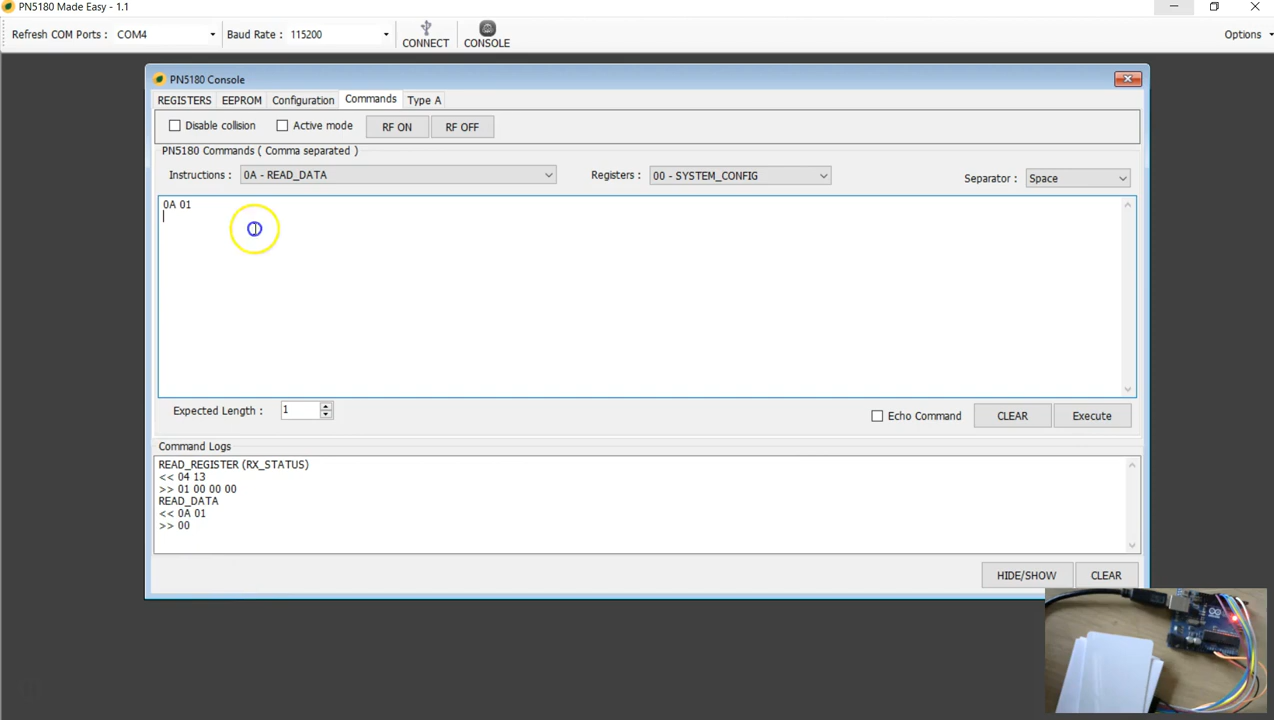 PN5180 Made Easy - 1.1
Refresh COM Ports : COM4 Baud Rate : 115200 CONNECT CONSOLE Options
PN5180 Console
REGISTERS EEPROM Configuration Commands Type A
Disable collision Active mode RF ON RF OFF
PN5180 Commands ( Comma separated )
Instructions : 0A - READ_DATA Registers : 00 - SYSTEM_CONFIG Separator : Space
0A 01
Expected Length : 1 Echo Command CLEAR Execute
Command Logs
READ_REGISTER (RX_STATUS)
<< 04 13
>> 01 00 00 00
READ_DATA
<< 0A 01
>> 00
HIDE/SHOW CLEAR